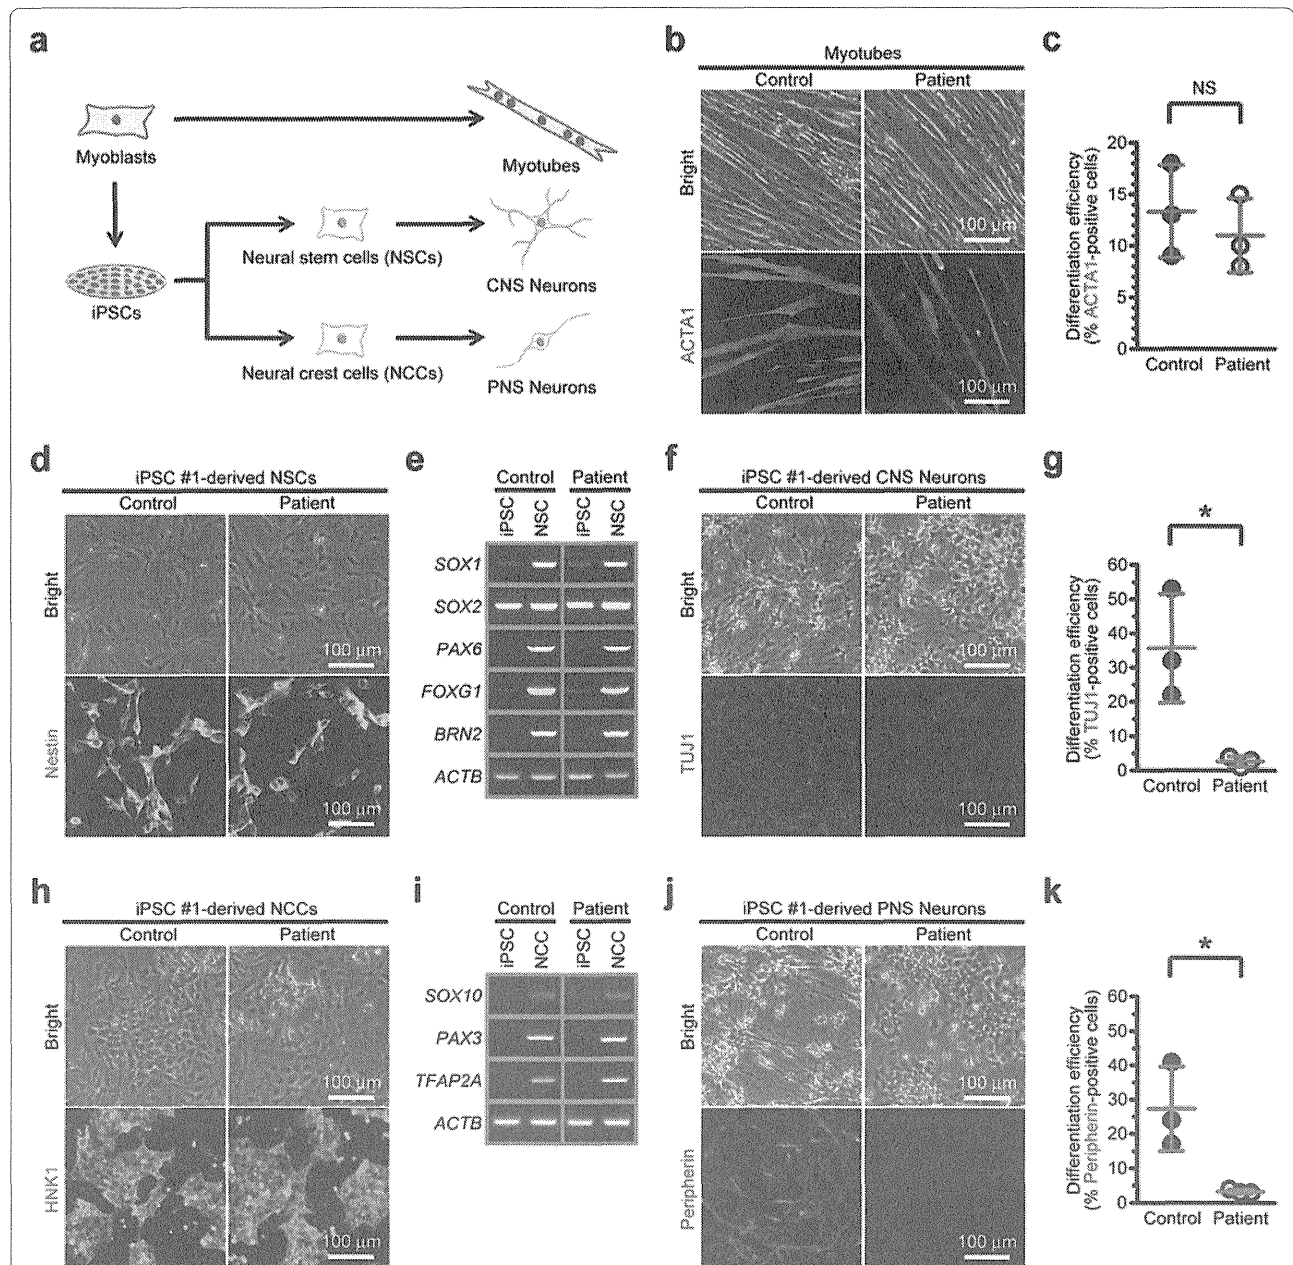 a
Myoblasts
Myotubes
iPSCs
Neural stem cells (NSCs)
CNS Neurons
Neural crest cells (NCCs)
PNS Neurons
b
Myotubes
Control Patient
Bright
100 µm
ACTA1
100 µm
c
NS
Differentiation efficiency
(% ACTA1-positive cells)
20
15
10
5
0
Control Patient
d
iPSC #1-derived NSCs
Control Patient
Bright
100 µm
Nestin
100 µm
e
Control Patient
iPSC NSC iPSC NSC
SOX1
SOX2
PAX6
FOXG1
BRN2
ACTB
f
iPSC #1-derived CNS Neurons
Control Patient
Bright
100 µm
TUJ1
100 µm
g
*
Differentiation efficiency
(% TUJ1-positive cells)
60
50
40
30
20
10
0
Control Patient
h
iPSC #1-derived NCCs
Control Patient
Bright
100 µm
HNK1
100 µm
i
Control Patient
iPSC NCC iPSC NCC
SOX10
PAX3
TFAP2A
ACTB
j
iPSC #1-derived PNS Neurons
Control Patient
Bright
100 µm
Peripherin
100 µm
k
*
Differentiation efficiency
(% Peripherin-positive cells)
60
50
40
30
20
10
0
Control Patient